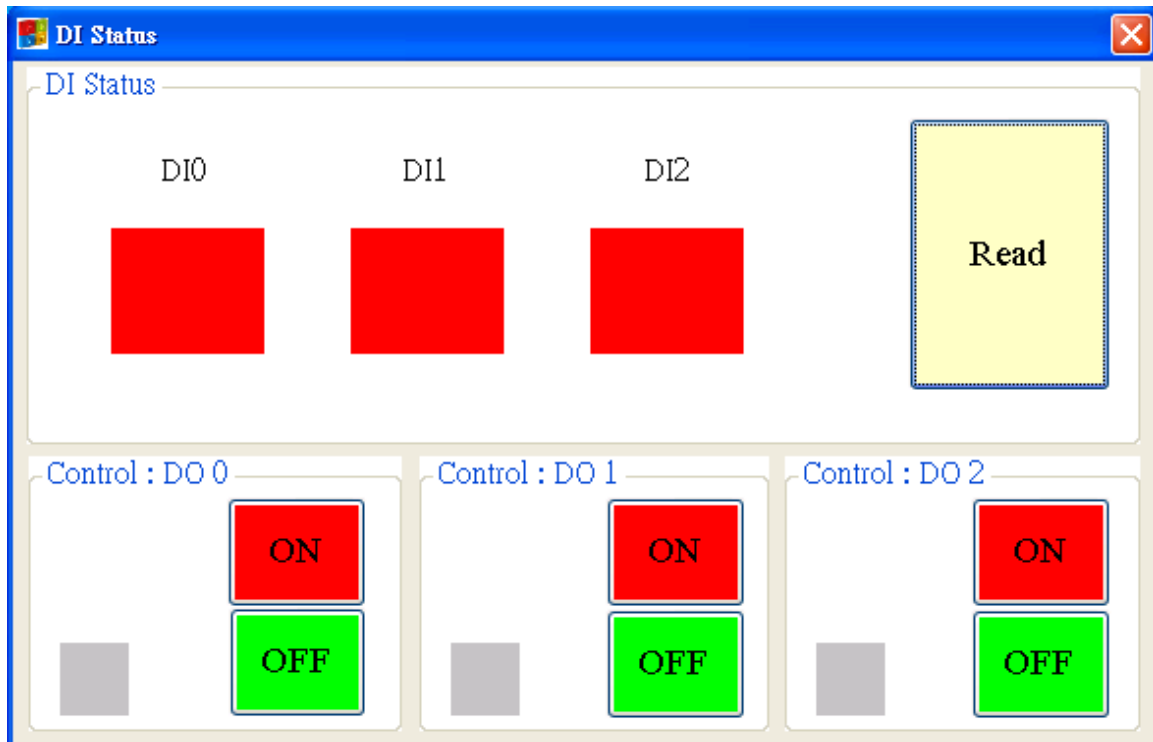 DI Status
DI Status
DI0 DI1 DI2
Read
Control : DO 0 Control : DO 1 Control : DO 2
ON ON ON
OFF OFF OFF